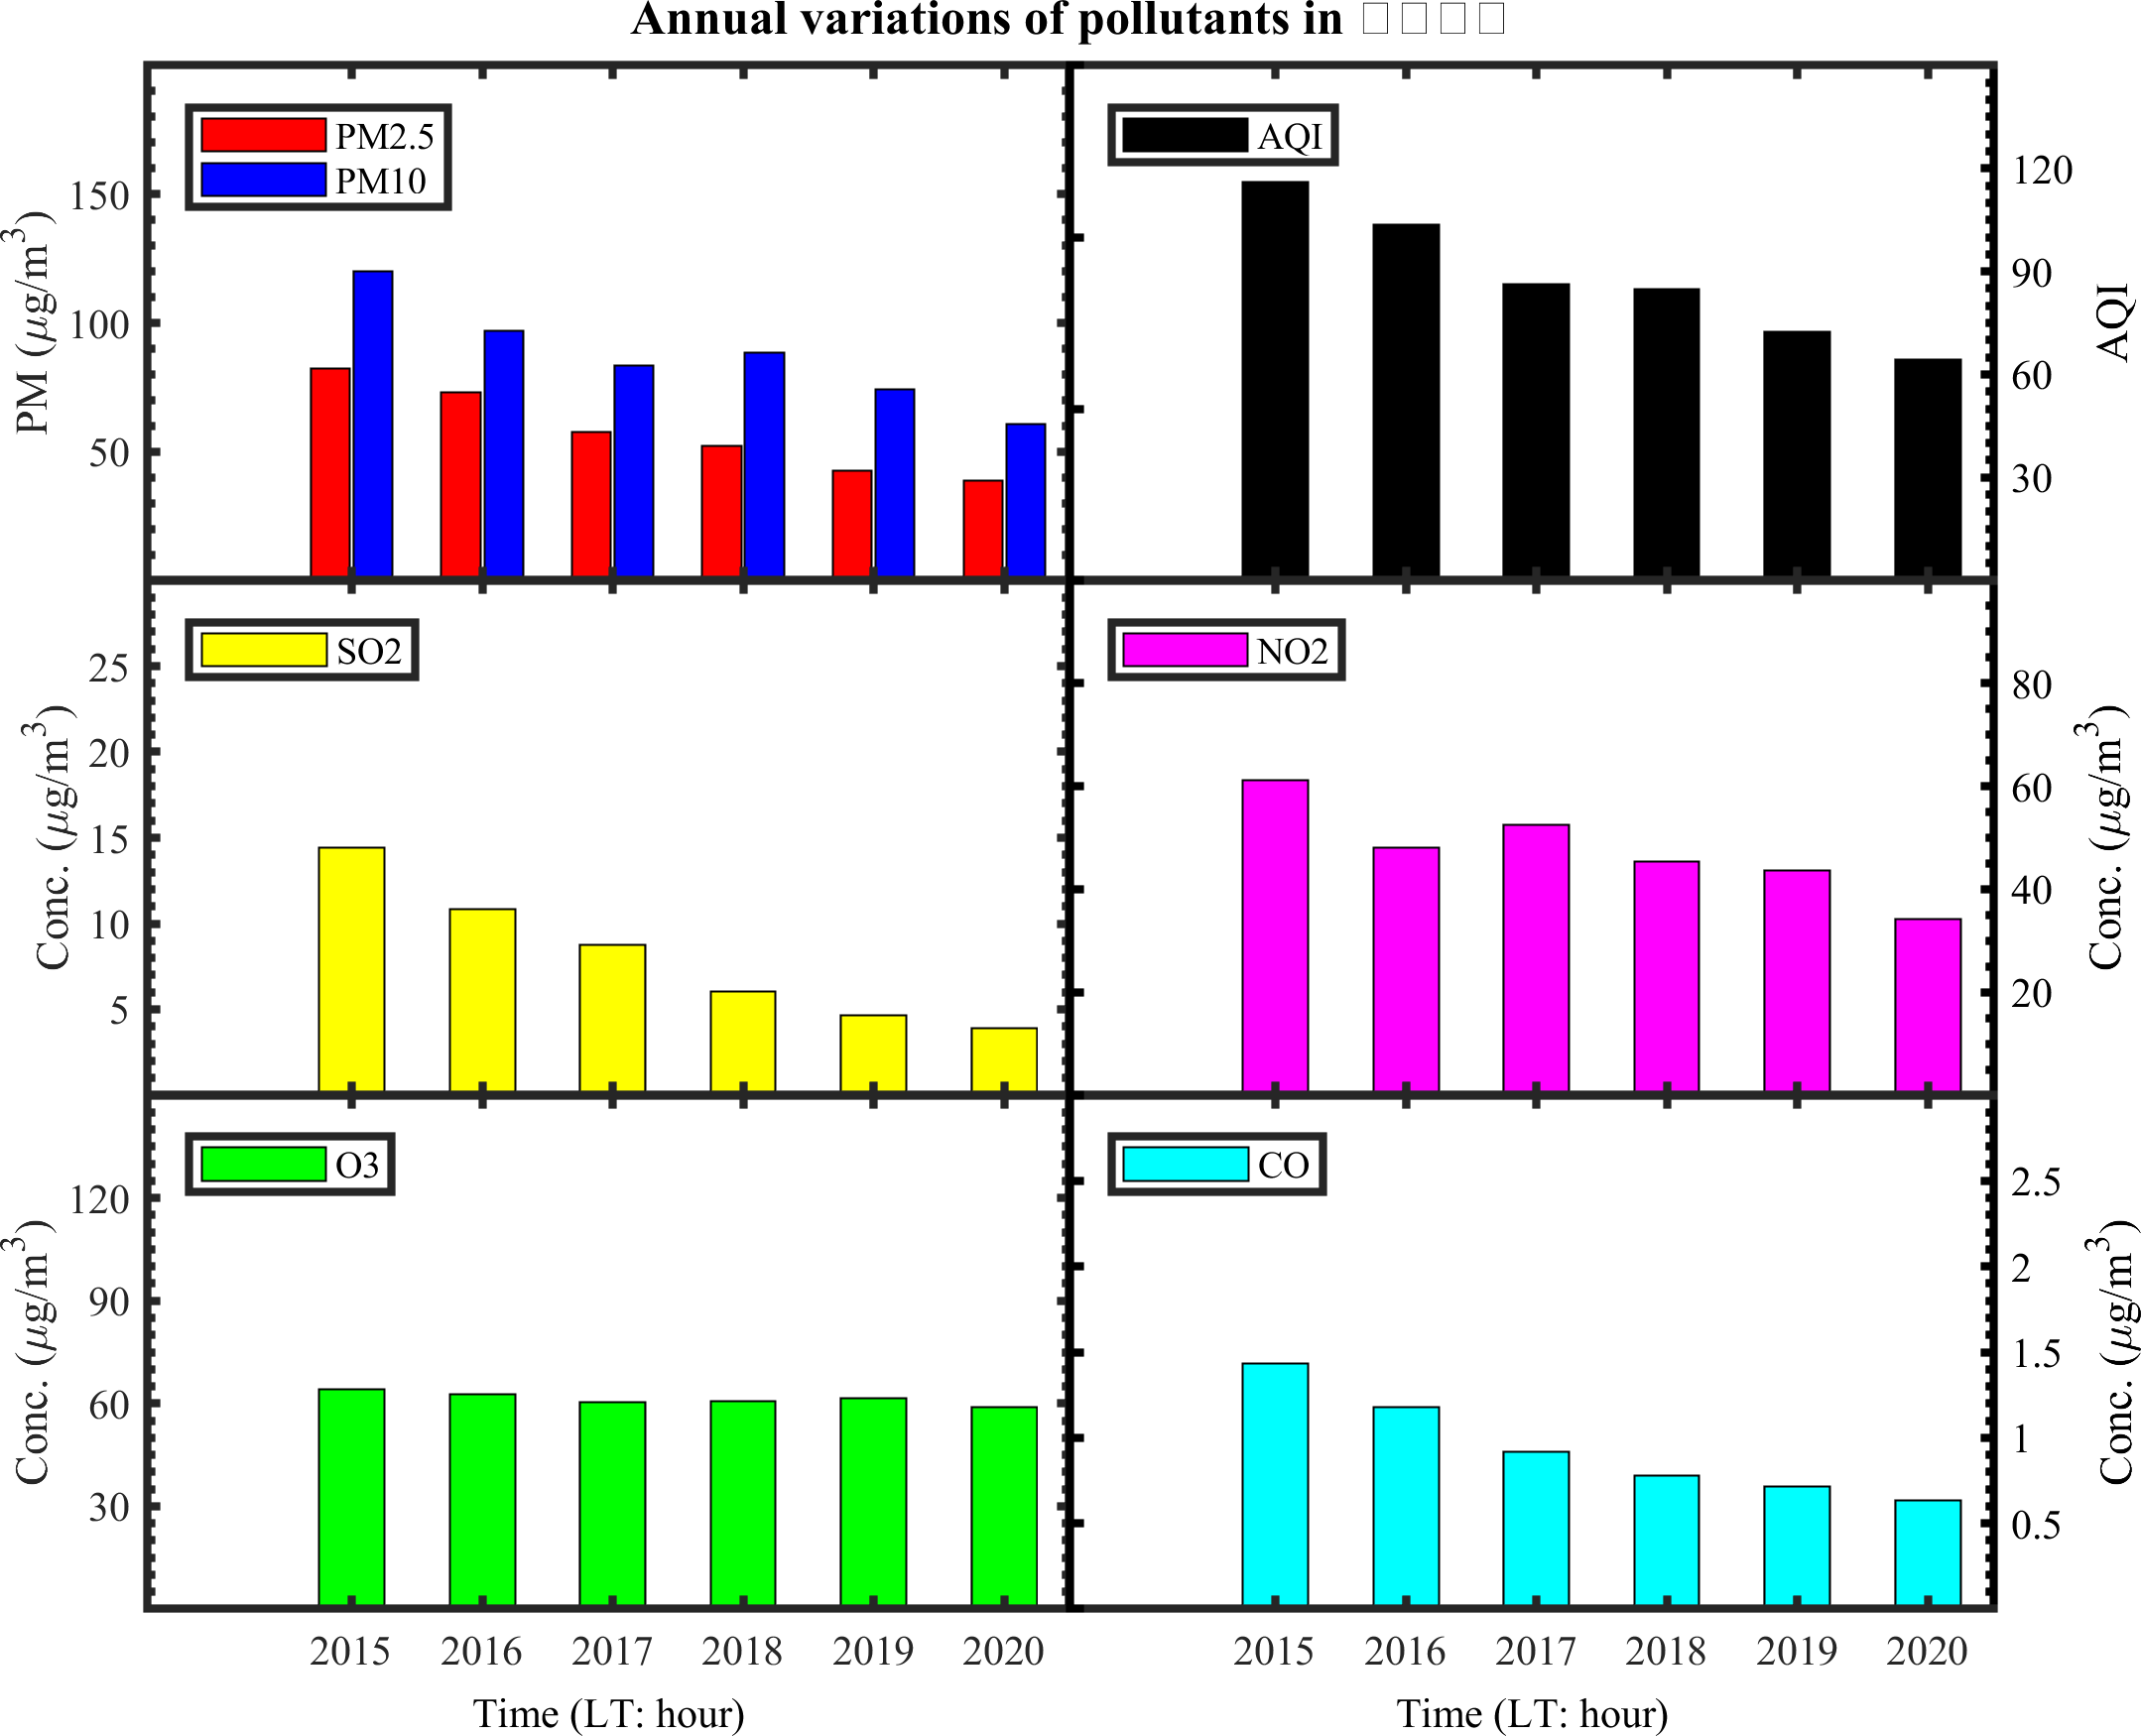 Annual variations of pollutants in □ □ □ □
PM2.5
PM10
150
100
50
PM (μg/m³)
AQI
120
90
60
30
AQI
SO2
25
20
15
10
5
Conc. (μg/m³)
NO2
80
60
40
20
Conc. (μg/m³)
O3
120
90
60
30
Conc. (μg/m³)
2015 2016 2017 2018 2019 2020
Time (LT: hour)
CO
2.5
2
1.5
1
0.5
Conc. (μg/m³)
2015 2016 2017 2018 2019 2020
Time (LT: hour)